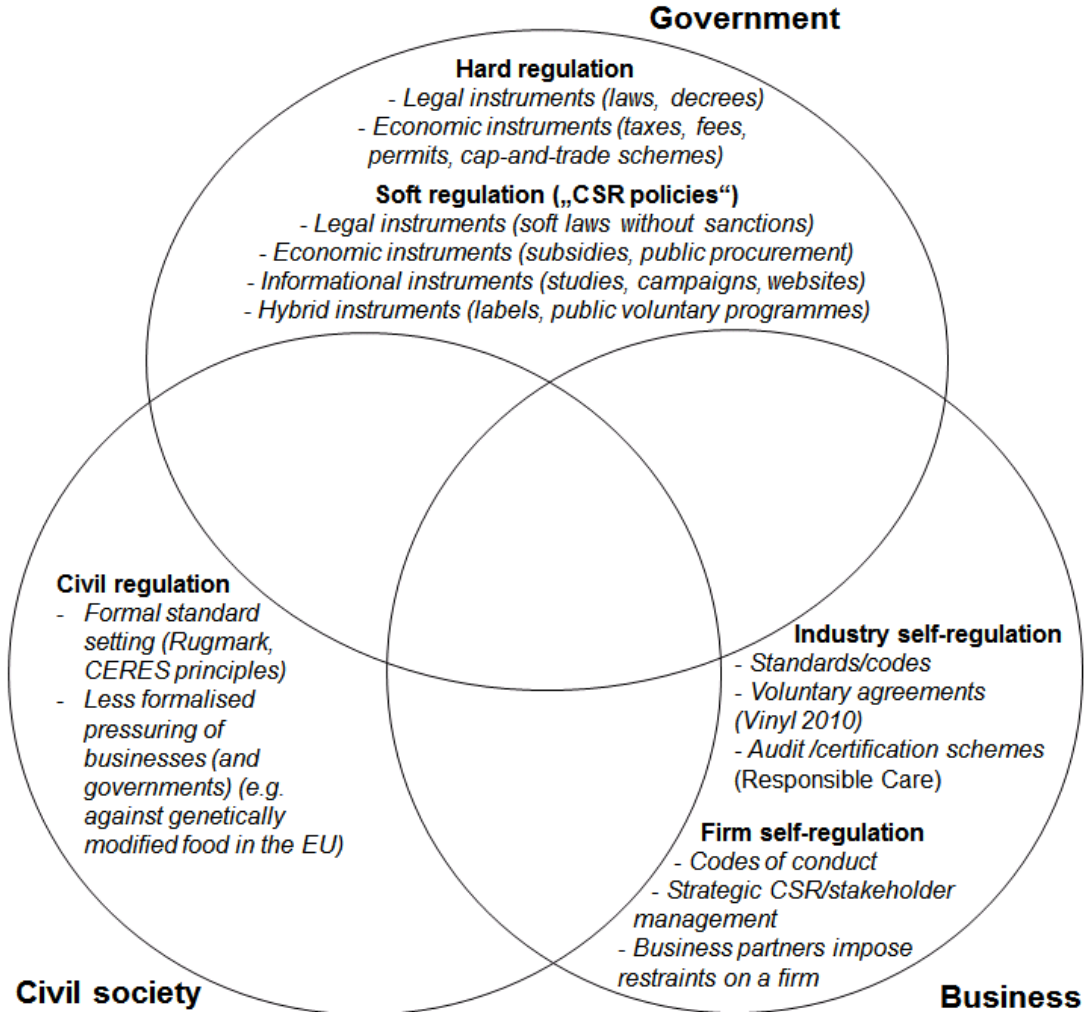 Government
Hard regulation
- Legal instruments (laws, decrees)
- Economic instruments (taxes, fees,
permits, cap-and-trade schemes)
Soft regulation („CSR policies“)
- Legal instruments (soft laws without sanctions)
- Economic instruments (subsidies, public procurement)
- Informational instruments (studies, campaigns, websites)
- Hybrid instruments (labels, public voluntary programmes)
Civil regulation
- Formal standard
setting (Rugmark,
CERES principles)
- Less formalised
pressuring of
businesses (and
governments) (e.g.
against genetically
modified food in the EU)
Industry self-regulation
- Standards/codes
- Voluntary agreements
(Vinyl 2010)
- Audit /certification schemes
(Responsible Care)
Firm self-regulation
- Codes of conduct
- Strategic CSR/stakeholder
management
- Business partners impose
restraints on a firm
Civil society
Business